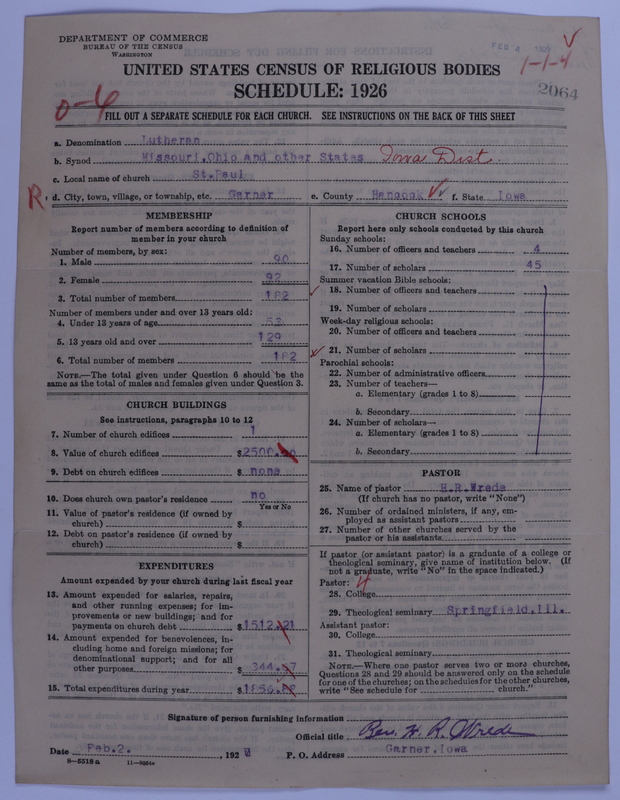 DEPARTMENT OF COMMERCE
BUREAU OF THE CENSUS
WASHINGTON
FEB 4 1927
1-1-4
2064
UNITED STATES CENSUS OF RELIGIOUS BODIES
SCHEDULE: 1926
0-6
FILL OUT A SEPARATE SCHEDULE FOR EACH CHURCH. SEE INSTRUCTIONS ON THE BACK OF THIS SHEET
a. Denomination Lutheran
b. Synod Missouri,Ohio and other States Iowa Dist.
c. Local name of church St.Paul
R. d. City, town, village, or township, etc. Garner e. County Hancock f. State Iowa
MEMBERSHIP
Report number of members according to definition of member in your church
Number of members, by sex:
1. Male 90
2. Female 92
3. Total number of members 182
Number of members under and over 13 years old:
4. Under 13 years of age 53
5. 13 years old and over 129
6. Total number of members 182
NOTE.—The total given under Question 6 should be the
same as the total of males and females given under Question 3.
CHURCH BUILDINGS
See instructions, paragraphs 10 to 12
7. Number of church edifices 1
8. Value of church edifices $2500.
9. Debt on church edifices $ none
10. Does church own pastor's residence no
Yes or No
11. Value of pastor's residence (if owned by
church) $
12. Debt on pastor's residence (if owned by
church) $
EXPENDITURES
Amount expended by your church during last fiscal year
13. Amount expended for salaries, repairs,
and other running expenses; for im-
provements or new buildings; and for
payments on church debt $1512.21
14. Amount expended for benevolences, in-
cluding home and foreign missions; for
denominational support; and for all
other purposes $ 344.
15. Total expenditures during year $1856.
CHURCH SCHOOLS
Report here only schools conducted by this church
Sunday schools:
16. Number of officers and teachers 4
17. Number of scholars 45
Summer vacation Bible schools:
18. Number of officers and teachers
19. Number of scholars
Week-day religious schools:
20. Number of officers and teachers
21. Number of scholars
Parochial schools:
22. Number of administrative officers
23. Number of teachers—
a. Elementary (grades 1 to 8)
b. Secondary
24. Number of scholars—
a. Elementary (grades 1 to 8)
b. Secondary
PASTOR
25. Name of pastor H.R.Wrede
(If church has no pastor, write "None")
26. Number of ordained ministers, if any, em-
ployed as assistant pastors
27. Number of other churches served by the
pastor or his assistants
If pastor (or assistant pastor) is a graduate of a college or
theological seminary, give name of institution below. (If
not a graduate, write "No" in the space indicated.)
Pastor: 4
28. College
29. Theological seminary Springfield,Ill.
Assistant pastor:
30. College
31. Theological seminary
NOTE.—Where one pastor serves two or more churches,
Questions 28 and 29 should be answered only on the schedule
for one of the churches; on the schedules for the other churches,
write "See schedule for church."
Signature of person furnishing information
Official title Rev. H. R. Wrede
Date Feb.2. , 1927 P. O. Address Garner,Iowa
8-5518 a 11-9564